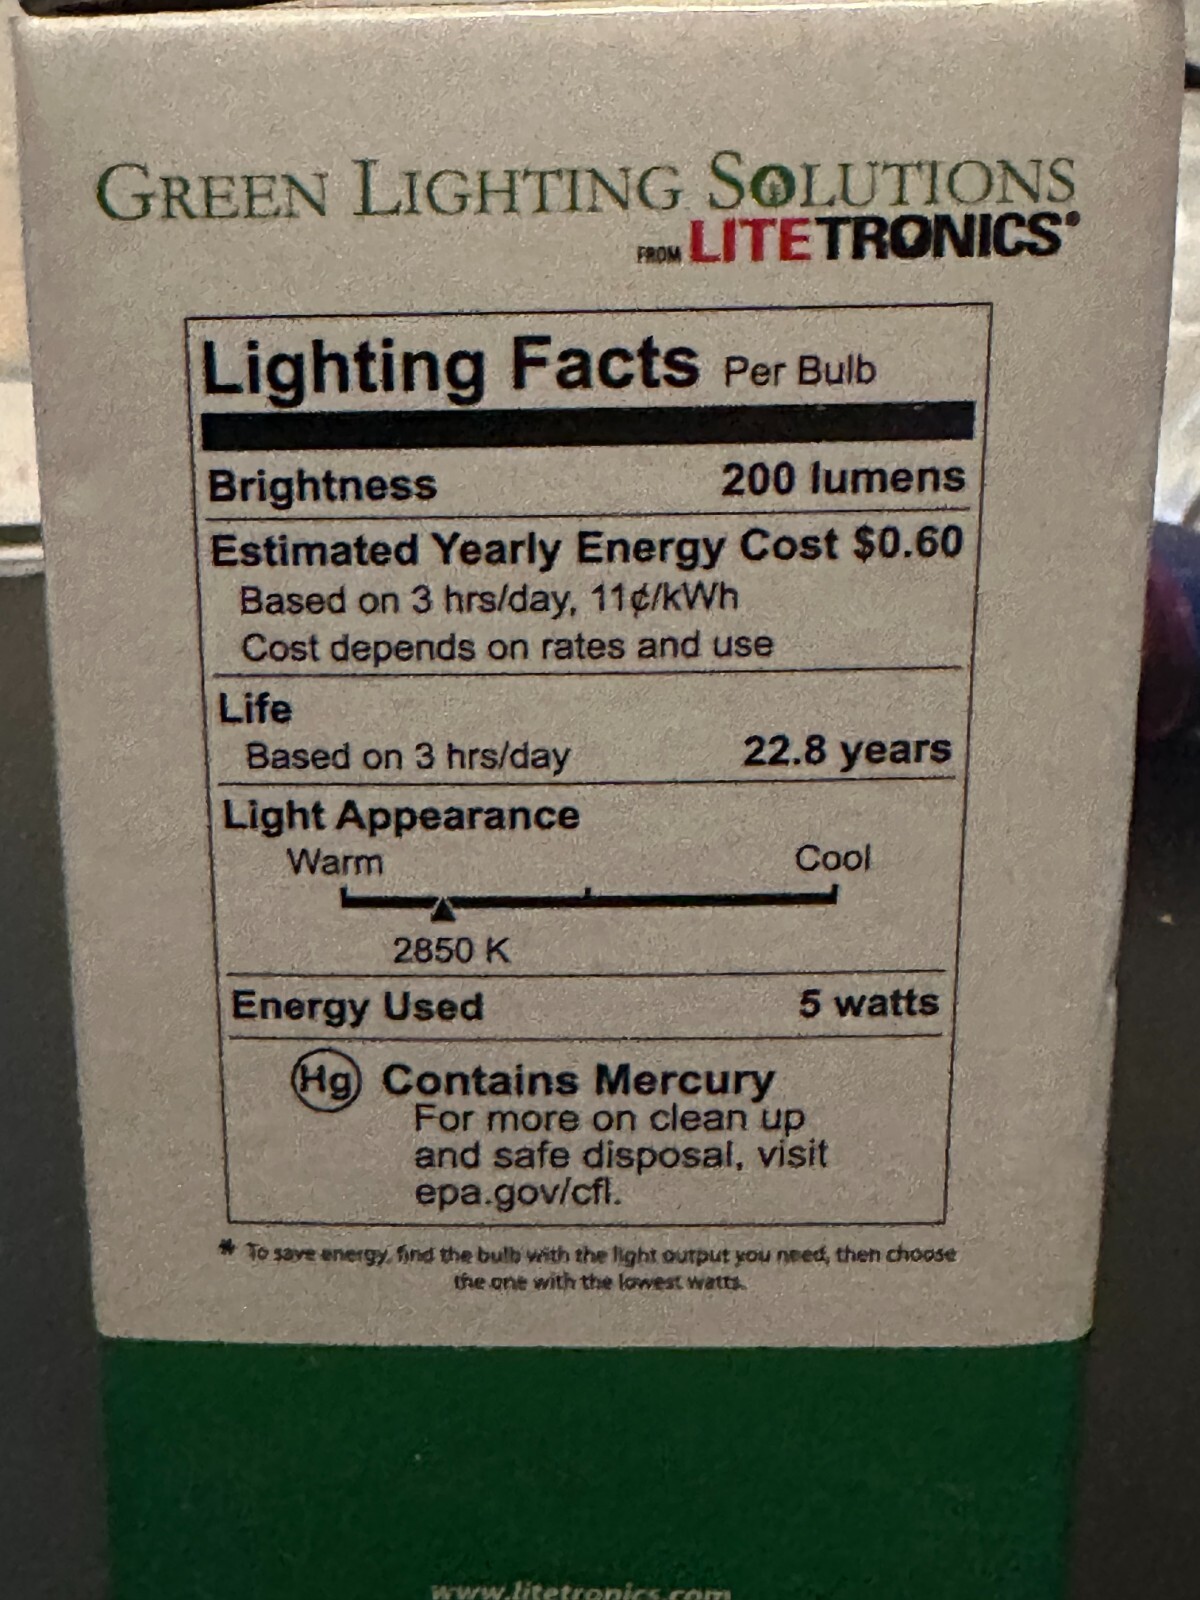 GREEN LIGHTING SOLUTIONS
FROM LITETRONICS®
Lighting Facts Per Bulb
Brightness 200 lumens
Estimated Yearly Energy Cost $0.60
Based on 3 hrs/day, 11¢/kWh
Cost depends on rates and use
Life
Based on 3 hrs/day 22.8 years
Light Appearance
Warm Cool
2850 K
Energy Used 5 watts
Hg Contains Mercury
For more on clean up
and safe disposal, visit
epa.gov/cfl.
* To save energy, find the bulb with the light output you need, then choose
the one with the lowest watts.
www.litetronics.com